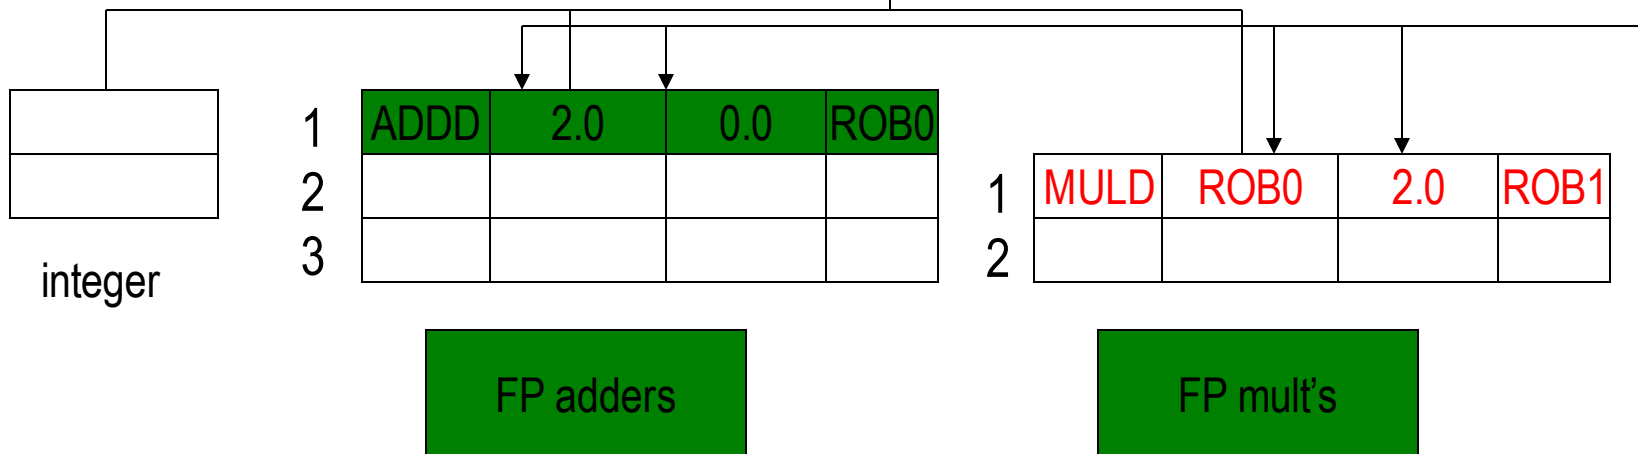 1 ADDD 2.0 0.0 ROB0
2
3
1 MULD ROB0 2.0 ROB1
2
integer
FP adders
FP mult's